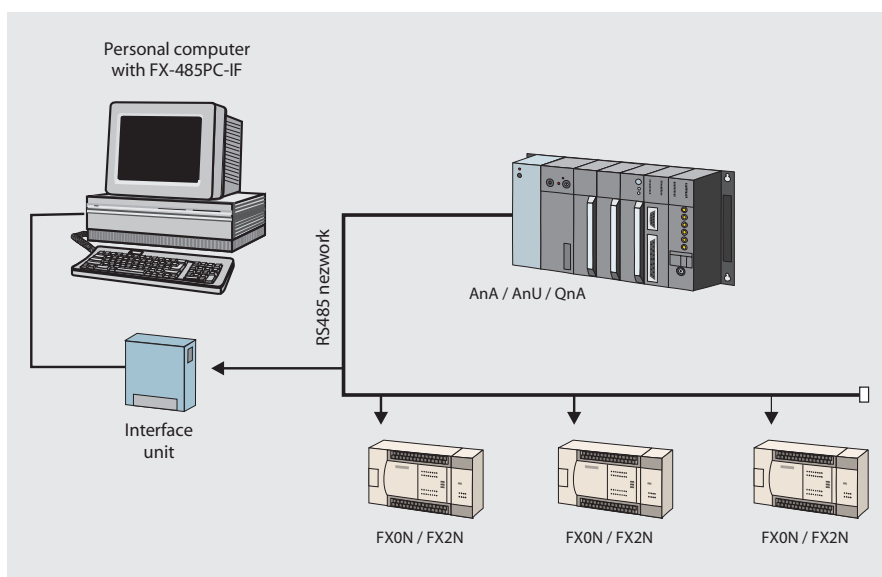 Personal computer
with FX-485PC-IF
RS485 nezwork
AnA / AnU / QnA
Interface
unit
FX0N / FX2N
FX0N / FX2N
FX0N / FX2N